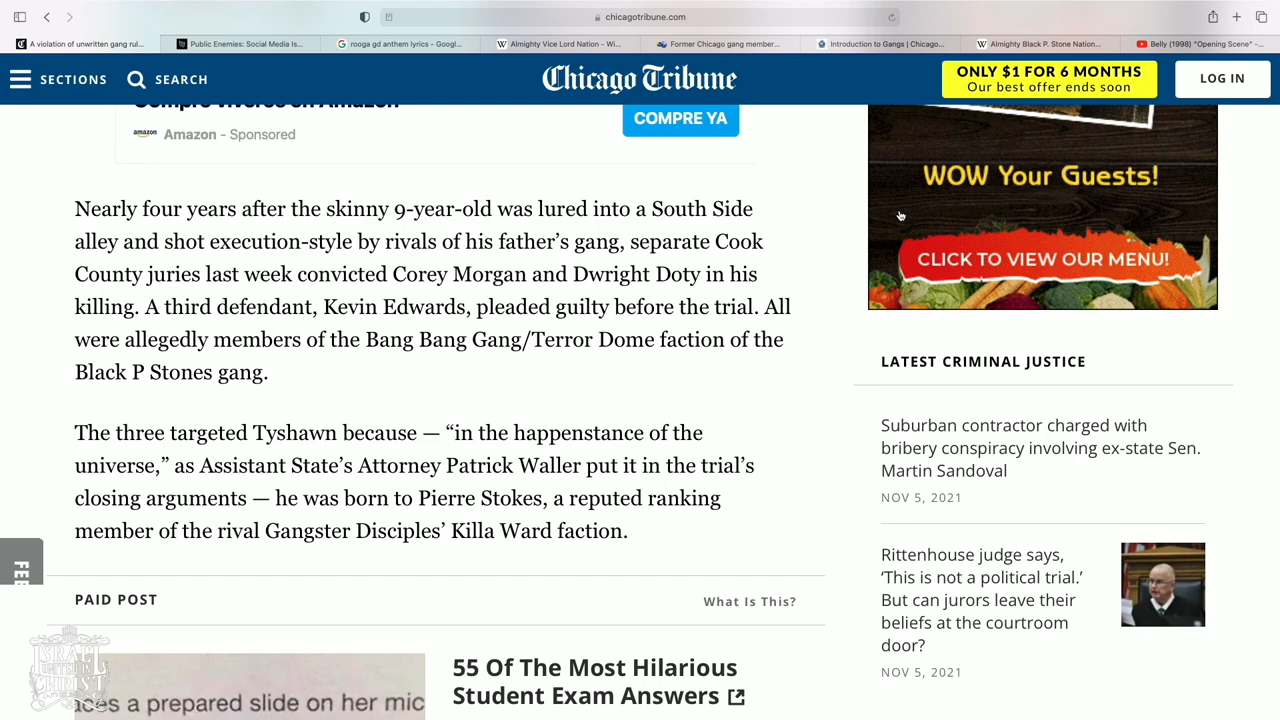 chicagotribune.com
A violation of unwritten gang rul...
Public Enemies: Social Media Is...
rooga gd anthem lyrics - Googl...
Almighty Vice Lord Nation - Wi...
Former Chicago gang member...
Introduction to Gangs | Chicago...
Almighty Black P. Stone Nation...
Belly (1998) "Opening Scene" -...
SECTIONS
SEARCH
Chicago Tribune
ONLY $1 FOR 6 MONTHS
Our best offer ends soon
LOG IN
Amazon
amazon
Amazon - Sponsored
COMPRE YA
Nearly four years after the skinny 9-year-old was lured into a South Side
alley and shot execution-style by rivals of his father's gang, separate Cook
County juries last week convicted Corey Morgan and Dwright Doty in his
killing. A third defendant, Kevin Edwards, pleaded guilty before the trial. All
were allegedly members of the Bang Bang Gang/Terror Dome faction of the
Black P Stones gang.
The three targeted Tyshawn because — “in the happenstance of the
universe,” as Assistant State’s Attorney Patrick Waller put it in the trial’s
closing arguments — he was born to Pierre Stokes, a reputed ranking
member of the rival Gangster Disciples’ Killa Ward faction.
PAID POST
What Is This?
55 Of The Most Hilarious
Student Exam Answers
aces a prepared slide on her mic
ISRAEL
UNITED IN
CHRIST
WOW Your Guests!
CLICK TO VIEW OUR MENU!
LATEST CRIMINAL JUSTICE
Suburban contractor charged with
bribery conspiracy involving ex-state Sen.
Martin Sandoval
NOV 5, 2021
Rittenhouse judge says,
‘This is not a political trial.’
But can jurors leave their
beliefs at the courtroom
door?
NOV 5, 2021